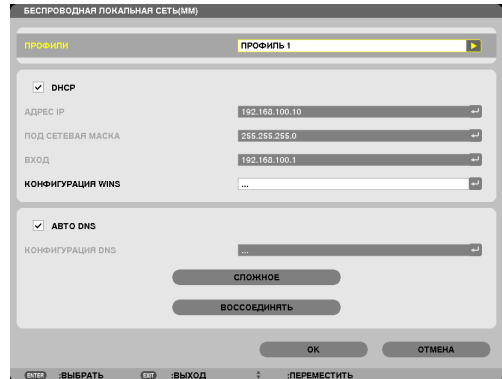 БЕСПРОВОДНАЯ ЛОКАЛЬНАЯ СЕТЬ(MM)
ПРОФИЛИ ПРОФИЛЬ 1
DHCP
АДРЕС IP 192.168.100.10
ПОД СЕТЕВАЯ МАСКА 255.255.255.0
ВХОД 192.168.100.1
КОНФИГУРАЦИЯ WINS ...
АВТО DNS
КОНФИГУРАЦИЯ DNS ...
СЛОЖНОЕ
ВОССОЕДИНЯТЬ
OK ОТМЕНА
ENTER :ВЫБРАТЬ EXIT :ВЫХОД :ПЕРЕМЕСТИТЬ